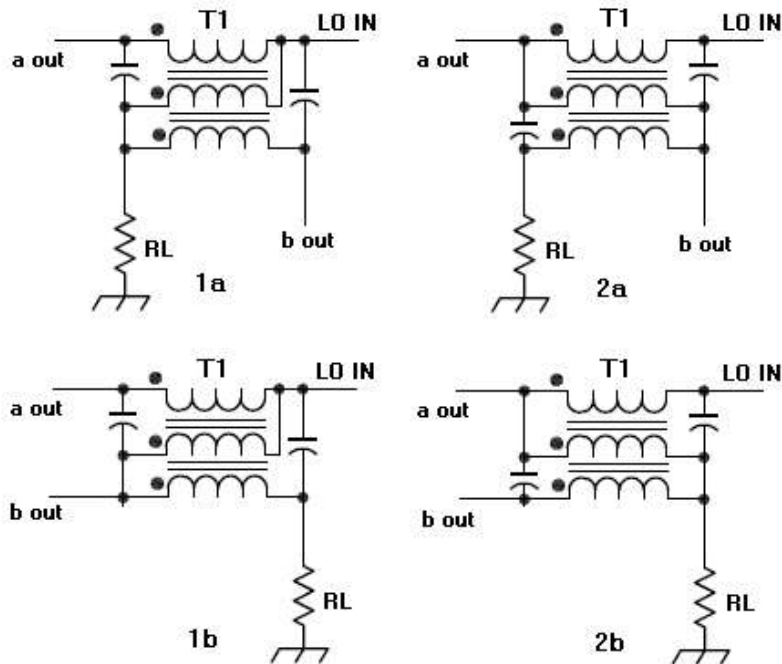 T1
LO IN
a out
RL
b out
1a
T1
LO IN
a out
RL
b out
2a
T1
LO IN
a out
b out
RL
1b
T1
LO IN
a out
b out
RL
2b